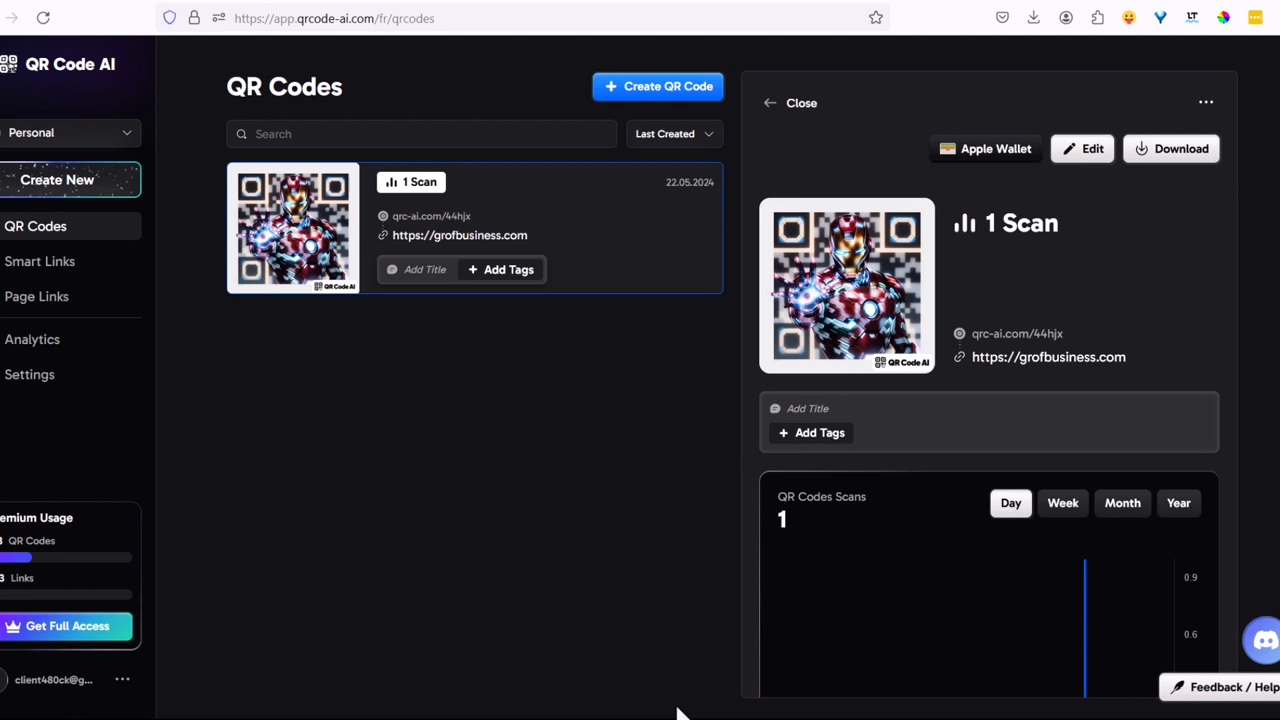 https://app.qrcode-ai.com/fr/qrcodes
LT
QR Code AI
Personal
Create New
QR Codes
Smart Links
Page Links
Analytics
Settings
emium Usage
3 QR Codes
3 Links
Get Full Access
client480ck@g...
QR Codes
+ Create QR Code
Search
Last Created
1 Scan
22.05.2024
qrc-ai.com/44hjx
https://grofbusiness.com
Add Title
+ Add Tags
QR Code AI
← Close
Apple Wallet
Edit
Download
1 Scan
qrc-ai.com/44hjx
https://grofbusiness.com
QR Code AI
Add Title
+ Add Tags
QR Codes Scans
1
Day
Week
Month
Year
0.9
0.6
Feedback / Help